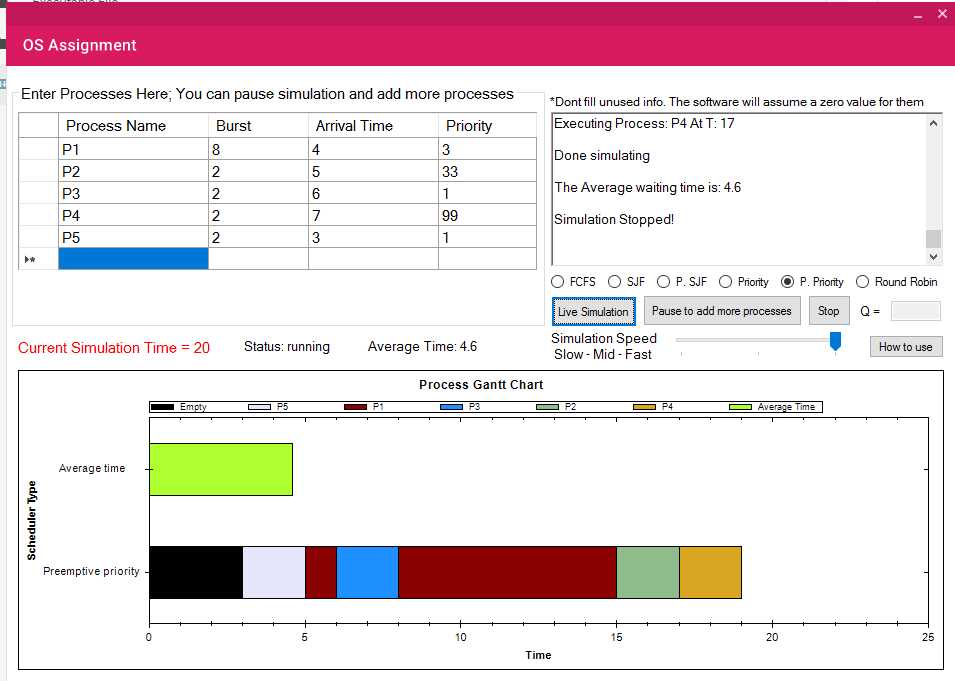 OS Assignment
Enter Processes Here; You can pause simulation and add more processes
Process Name Burst Arrival Time Priority
P1 8 4 3
P2 2 5 33
P3 2 6 1
P4 2 7 99
P5 2 3 1
*Dont fill unused info. The software will assume a zero value for them
Executing Process: P4 At T: 17
Done simulating
The Average waiting time is: 4.6
Simulation Stopped!
FCFS SJF P. SJF Priority P. Priority Round Robin
Live Simulation Pause to add more processes Stop Q =
Simulation Speed
Slow - Mid - Fast
How to use
Current Simulation Time = 20 Status: running Average Time: 4.6
Process Gantt Chart
Empty P5 P1 P3 P2 P4 Average Time
Scheduler Type
Average time
Preemptive priority
0 5 10 15 20 25
Time